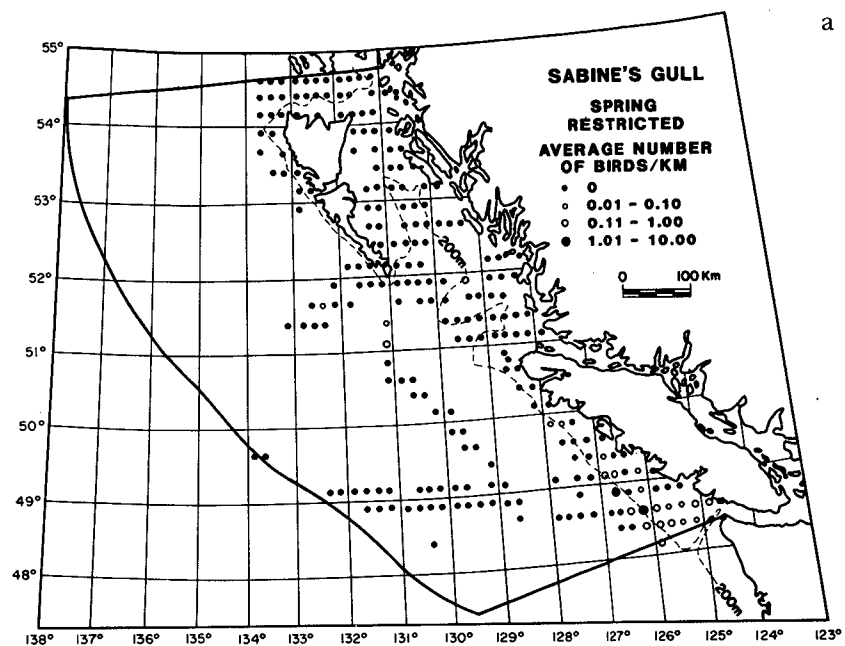 a
55°
SABINE'S GULL
SPRING
RESTRICTED
AVERAGE NUMBER
OF BIRDS/KM
0
0.01 - 0.10
0.11 - 1.00
1.01 - 10.00
0 100 Km
54°
53°
200m
52°
51°
50°
49°
48°
200m
138° 137° 136° 135° 134° 133° 132° 131° 130° 129° 128° 127° 126° 125° 124° 123°